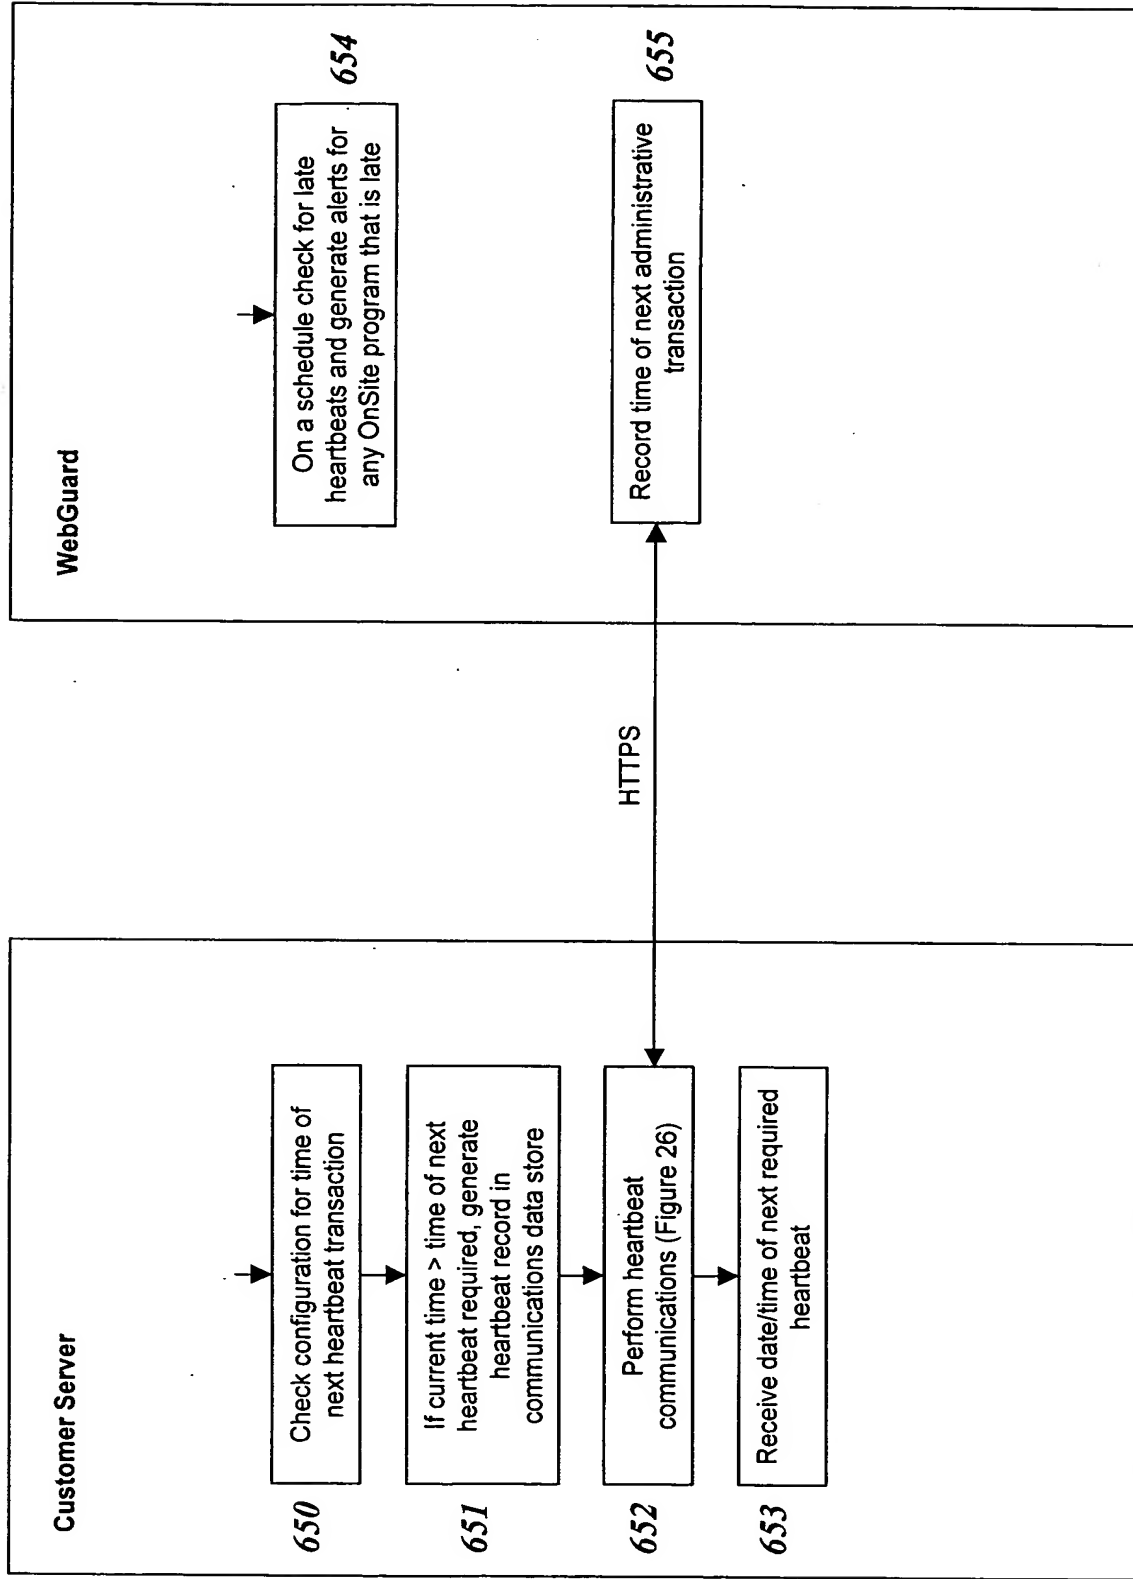 Customer Server
650
Check configuration for time of
next heartbeat transaction
651
If current time > time of next
heartbeat required, generate
heartbeat record in
communications data store
652
Perform heartbeat
communications (Figure 26)
653
Receive date/time of next required
heartbeat
HTTPS
WebGuard
On a schedule check for late
heartbeats and generate alerts for
any OnSite program that is late
654
Record time of next administrative
transaction
655